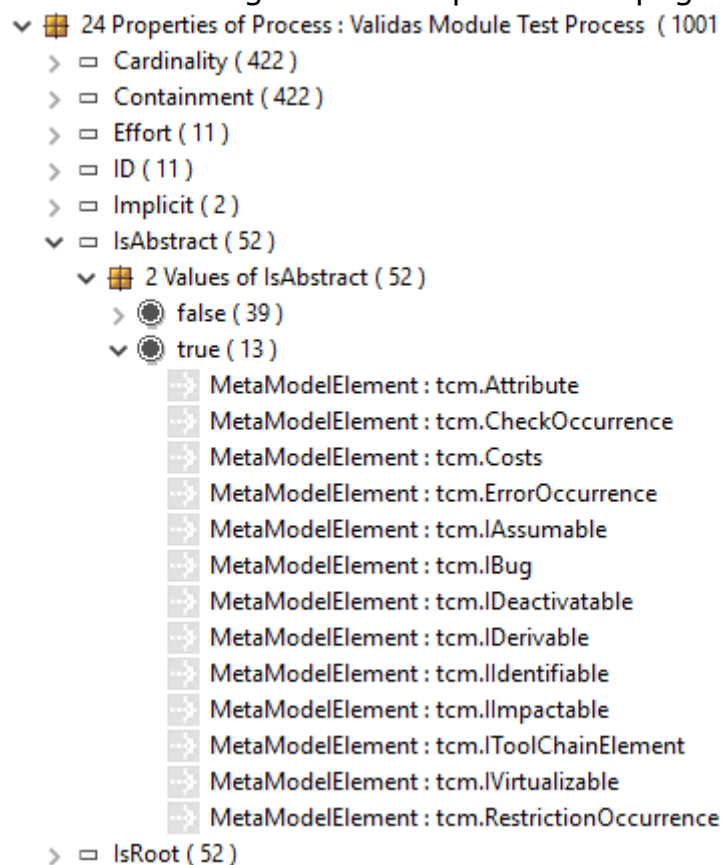 24 Properties of Process : Validas Module Test Process ( 1001
Cardinality ( 422 )
Containment ( 422 )
Effort ( 11 )
ID ( 11 )
Implicit ( 2 )
IsAbstract ( 52 )
2 Values of IsAbstract ( 52 )
false ( 39 )
true ( 13 )
MetaModelElement : tcm.Attribute
MetaModelElement : tcm.CheckOccurrence
MetaModelElement : tcm.Costs
MetaModelElement : tcm.ErrorOccurrence
MetaModelElement : tcm.IAssumable
MetaModelElement : tcm.IBug
MetaModelElement : tcm.IDeactivatable
MetaModelElement : tcm.IDerivable
MetaModelElement : tcm.IIdentifiable
MetaModelElement : tcm.IImpactable
MetaModelElement : tcm.IToolChainElement
MetaModelElement : tcm.IVirtualizable
MetaModelElement : tcm.RestrictionOccurrence
IsRoot ( 52 )